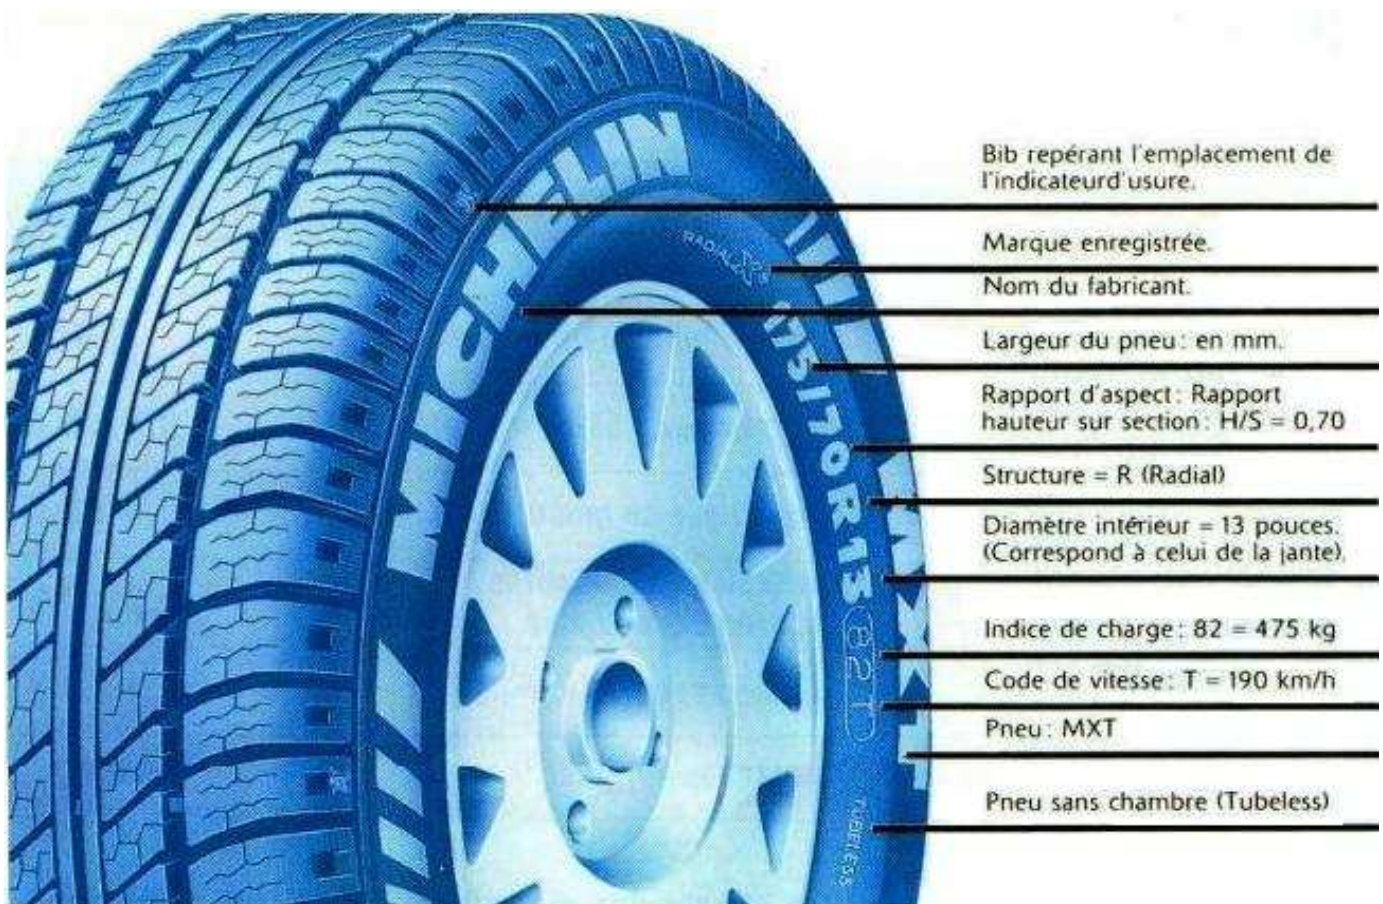 MICHELIN
RADIAL X
175/70R13
82T
MXT
TUBELESS
Bib repérant l'emplacement de
l'indicateurd'usure.
Marque enregistrée.
Nom du fabricant.
Largeur du pneu : en mm.
Rapport d'aspect : Rapport
hauteur sur section : H/S = 0,70
Structure = R (Radial)
Diamètre intérieur = 13 pouces.
(Correspond à celui de la jante).
Indice de charge : 82 = 475 kg
Code de vitesse : T = 190 km/h
Pneu : MXT
Pneu sans chambre (Tubeless)